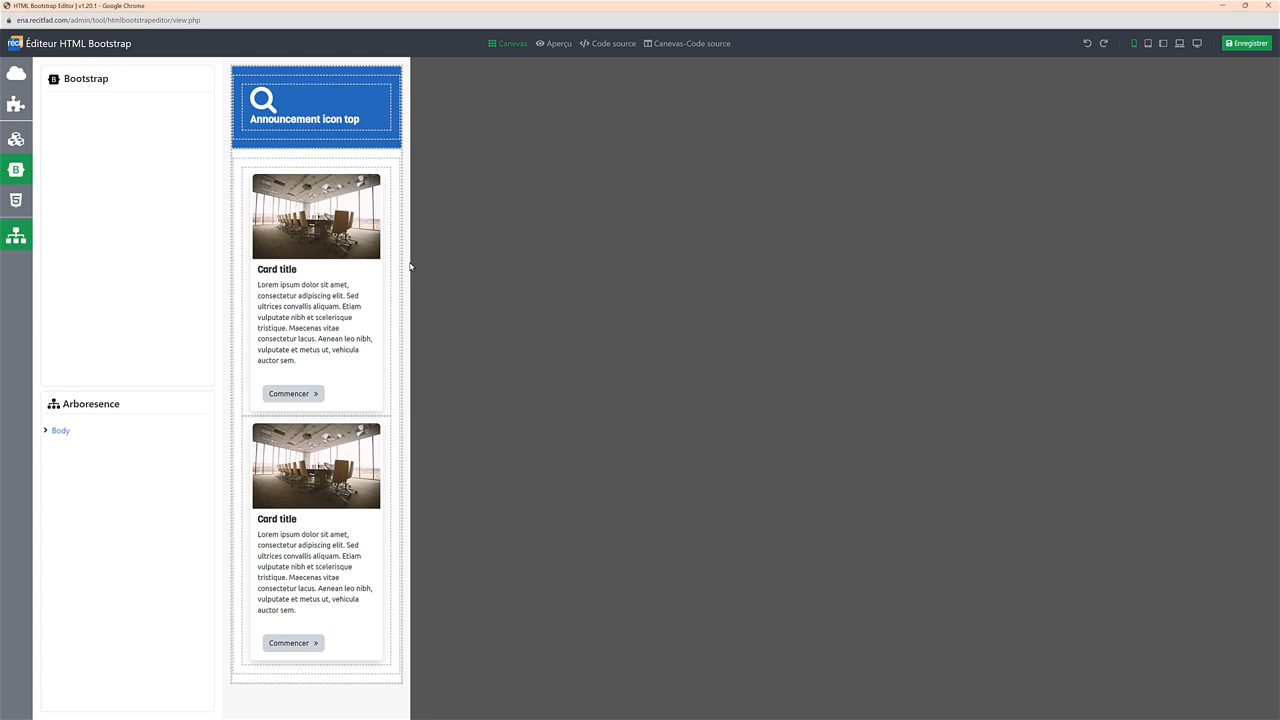 HTML Bootstrap Editor | v1.20.1 - Google Chrome
ena.recitfad.com/admin/tool/htmlbootstrapeditor/view.php
récit Éditeur HTML Bootstrap
Canevas Aperçu Code source Canevas-Code source
Enregistrer
Bootstrap
Arboresence
Body
Announcement icon top
Card title
Lorem ipsum dolor sit amet,
consectetur adipiscing elit. Sed
ultrices convallis aliquam. Etiam
vulputate nibh et scelerisque
tristique. Maecenas vitae
consectetur lacus. Aenean leo nibh,
vulputate et metus ut, vehicula
auctor sem.
Commencer »
Card title
Lorem ipsum dolor sit amet,
consectetur adipiscing elit. Sed
ultrices convallis aliquam. Etiam
vulputate nibh et scelerisque
tristique. Maecenas vitae
consectetur lacus. Aenean leo nibh,
vulputate et metus ut, vehicula
auctor sem.
Commencer »